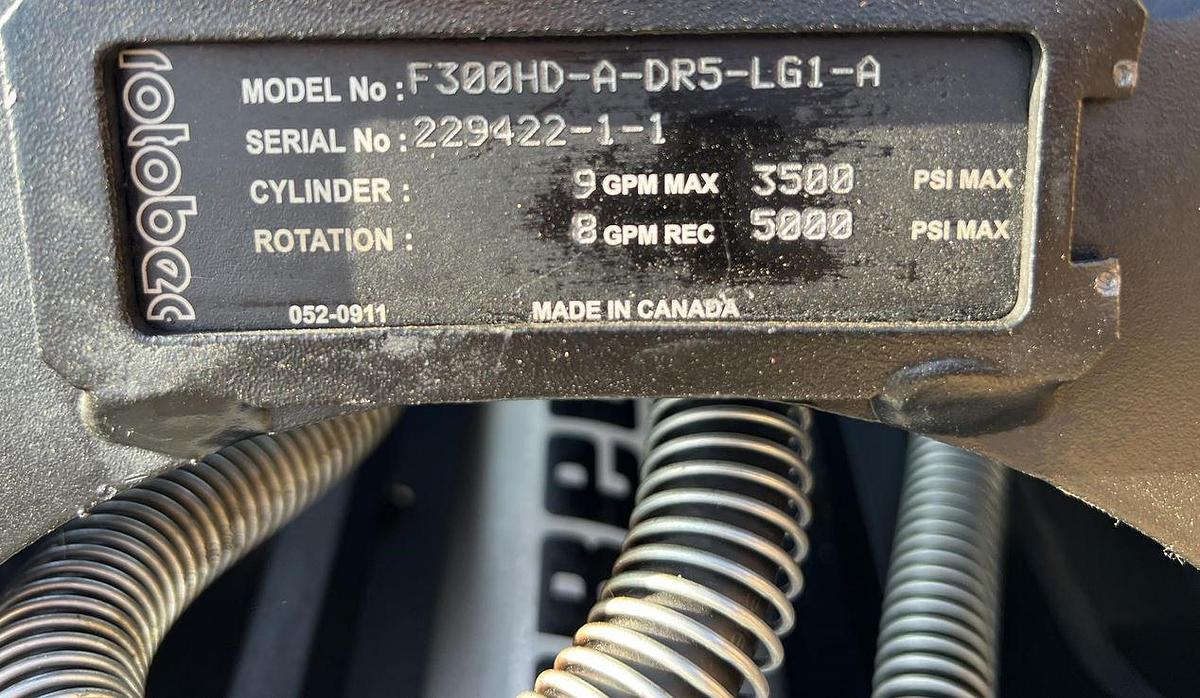 rotobec
MODEL No : F300HD-A-DR5-LG1-A
SERIAL No : 229422-1-1
CYLINDER : 9 GPM MAX 3500 PSI MAX
ROTATION : 8 GPM REC 5000 PSI MAX
052-0911 MADE IN CANADA